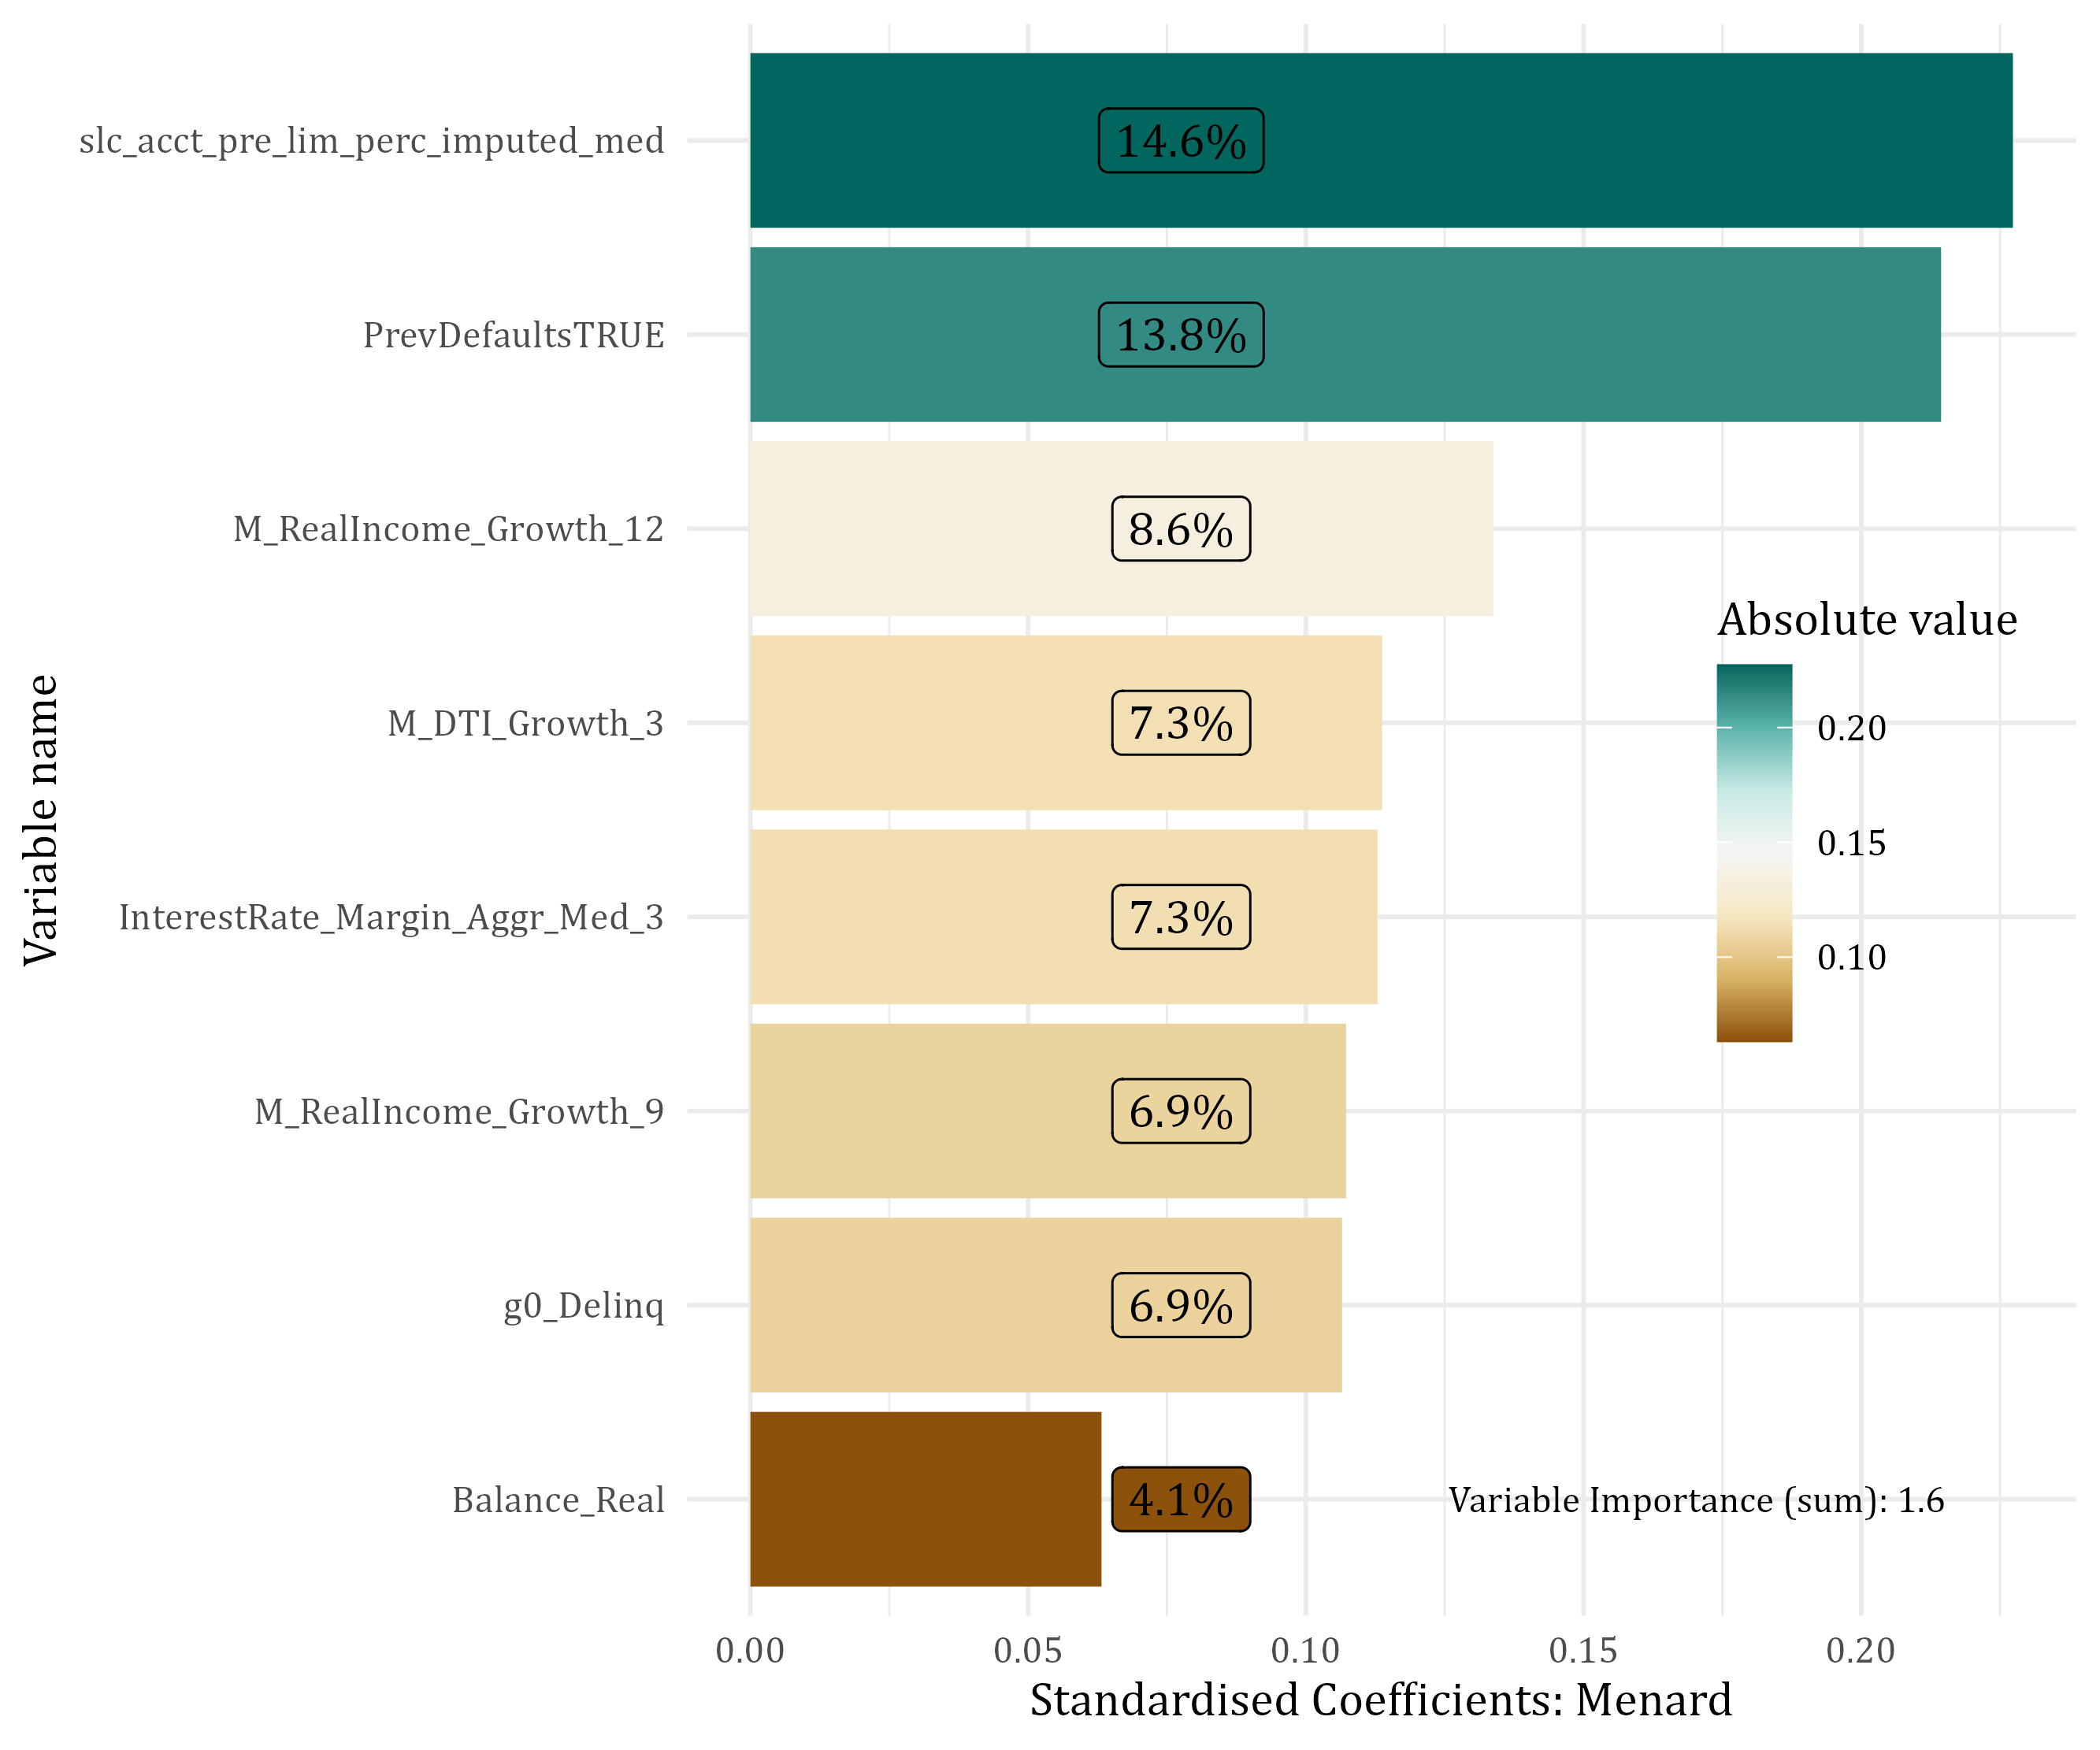 slc_acct_pre_lim_perc_imputed_med
14.6%
PrevDefaultsTRUE
13.8%
M_RealIncome_Growth_12
8.6%
M_DTI_Growth_3
7.3%
InterestRate_Margin_Aggr_Med_3
7.3%
M_RealIncome_Growth_9
6.9%
g0_Delinq
6.9%
Balance_Real
4.1%
Variable Importance (sum): 1.6
Absolute value
0.20
0.15
0.10
Variable name
0.00
0.05
0.10
0.15
0.20
Standardised Coefficients: Menard